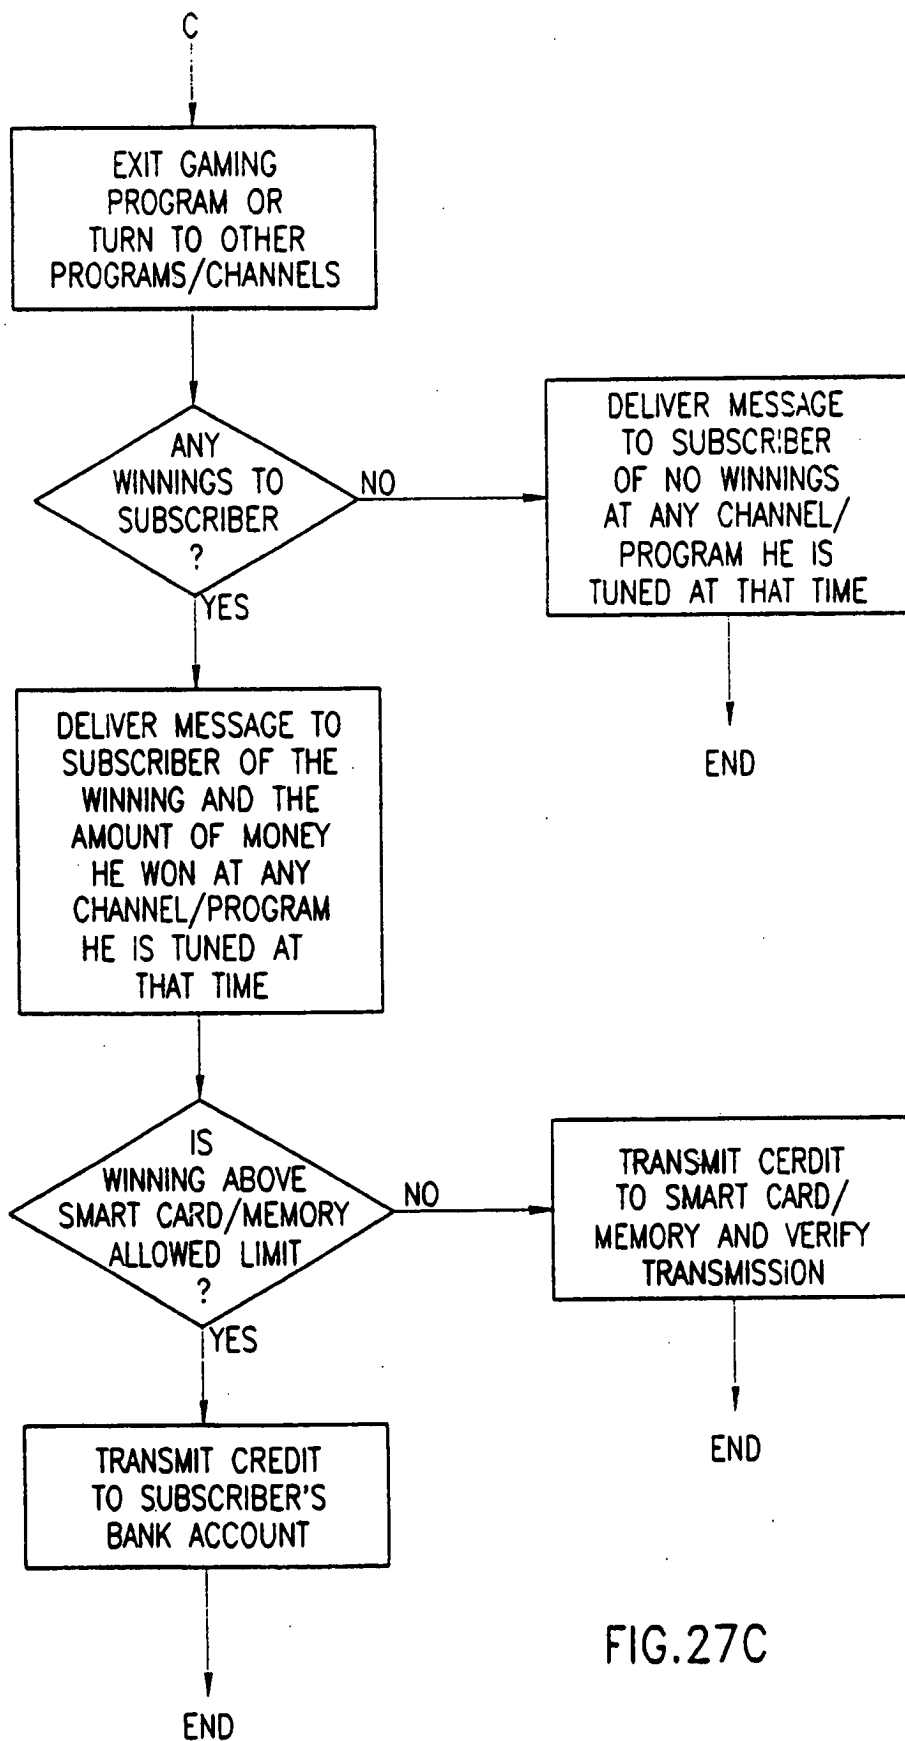 C
EXIT GAMING
PROGRAM OR
TURN TO OTHER
PROGRAMS/CHANNELS
ANY
WINNINGS TO
SUBSCRIBER
?
NO
YES
DELIVER MESSAGE
TO SUBSCRIBER
OF NO WINNINGS
AT ANY CHANNEL/
PROGRAM HE IS
TUNED AT THAT TIME
END
DELIVER MESSAGE TO
SUBSCRIBER OF THE
WINNING AND THE
AMOUNT OF MONEY
HE WON AT ANY
CHANNEL/PROGRAM
HE IS TUNED AT
THAT TIME
IS
WINNING ABOVE
SMART CARD/MEMORY
ALLOWED LIMIT
?
NO
YES
TRANSMIT CERDIT
TO SMART CARD/
MEMORY AND VERIFY
TRANSMISSION
END
TRANSMIT CREDIT
TO SUBSCRIBER'S
BANK ACCOUNT
END
FIG.27C